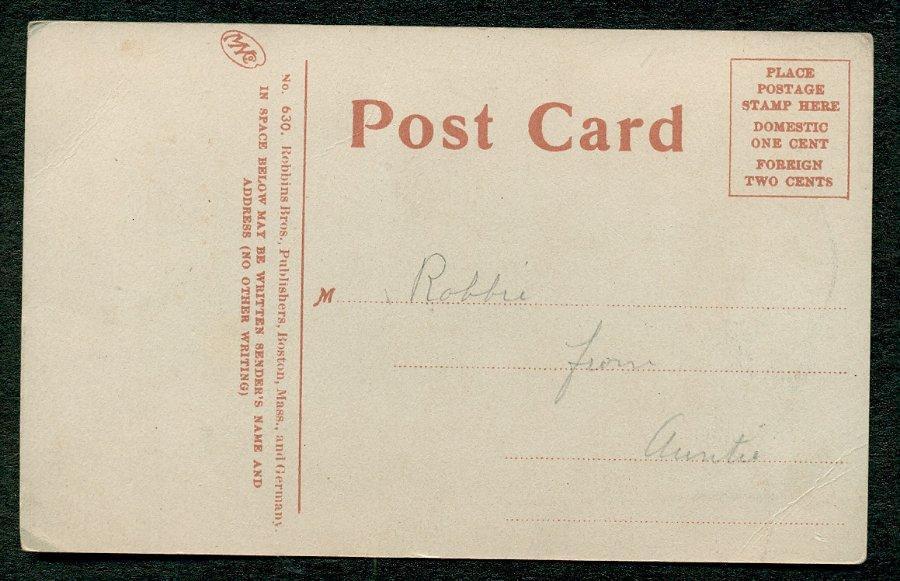 No. 630. Robbins Bros., Publishers, Boston, Mass., and Germany.
IN SPACE BELOW MAY BE WRITTEN SENDER'S NAME AND
ADDRESS (NO OTHER WRITING)
Post Card
PLACE
POSTAGE
STAMP HERE
DOMESTIC
ONE CENT
FOREIGN
TWO CENTS
M Robbie
from
Auntie